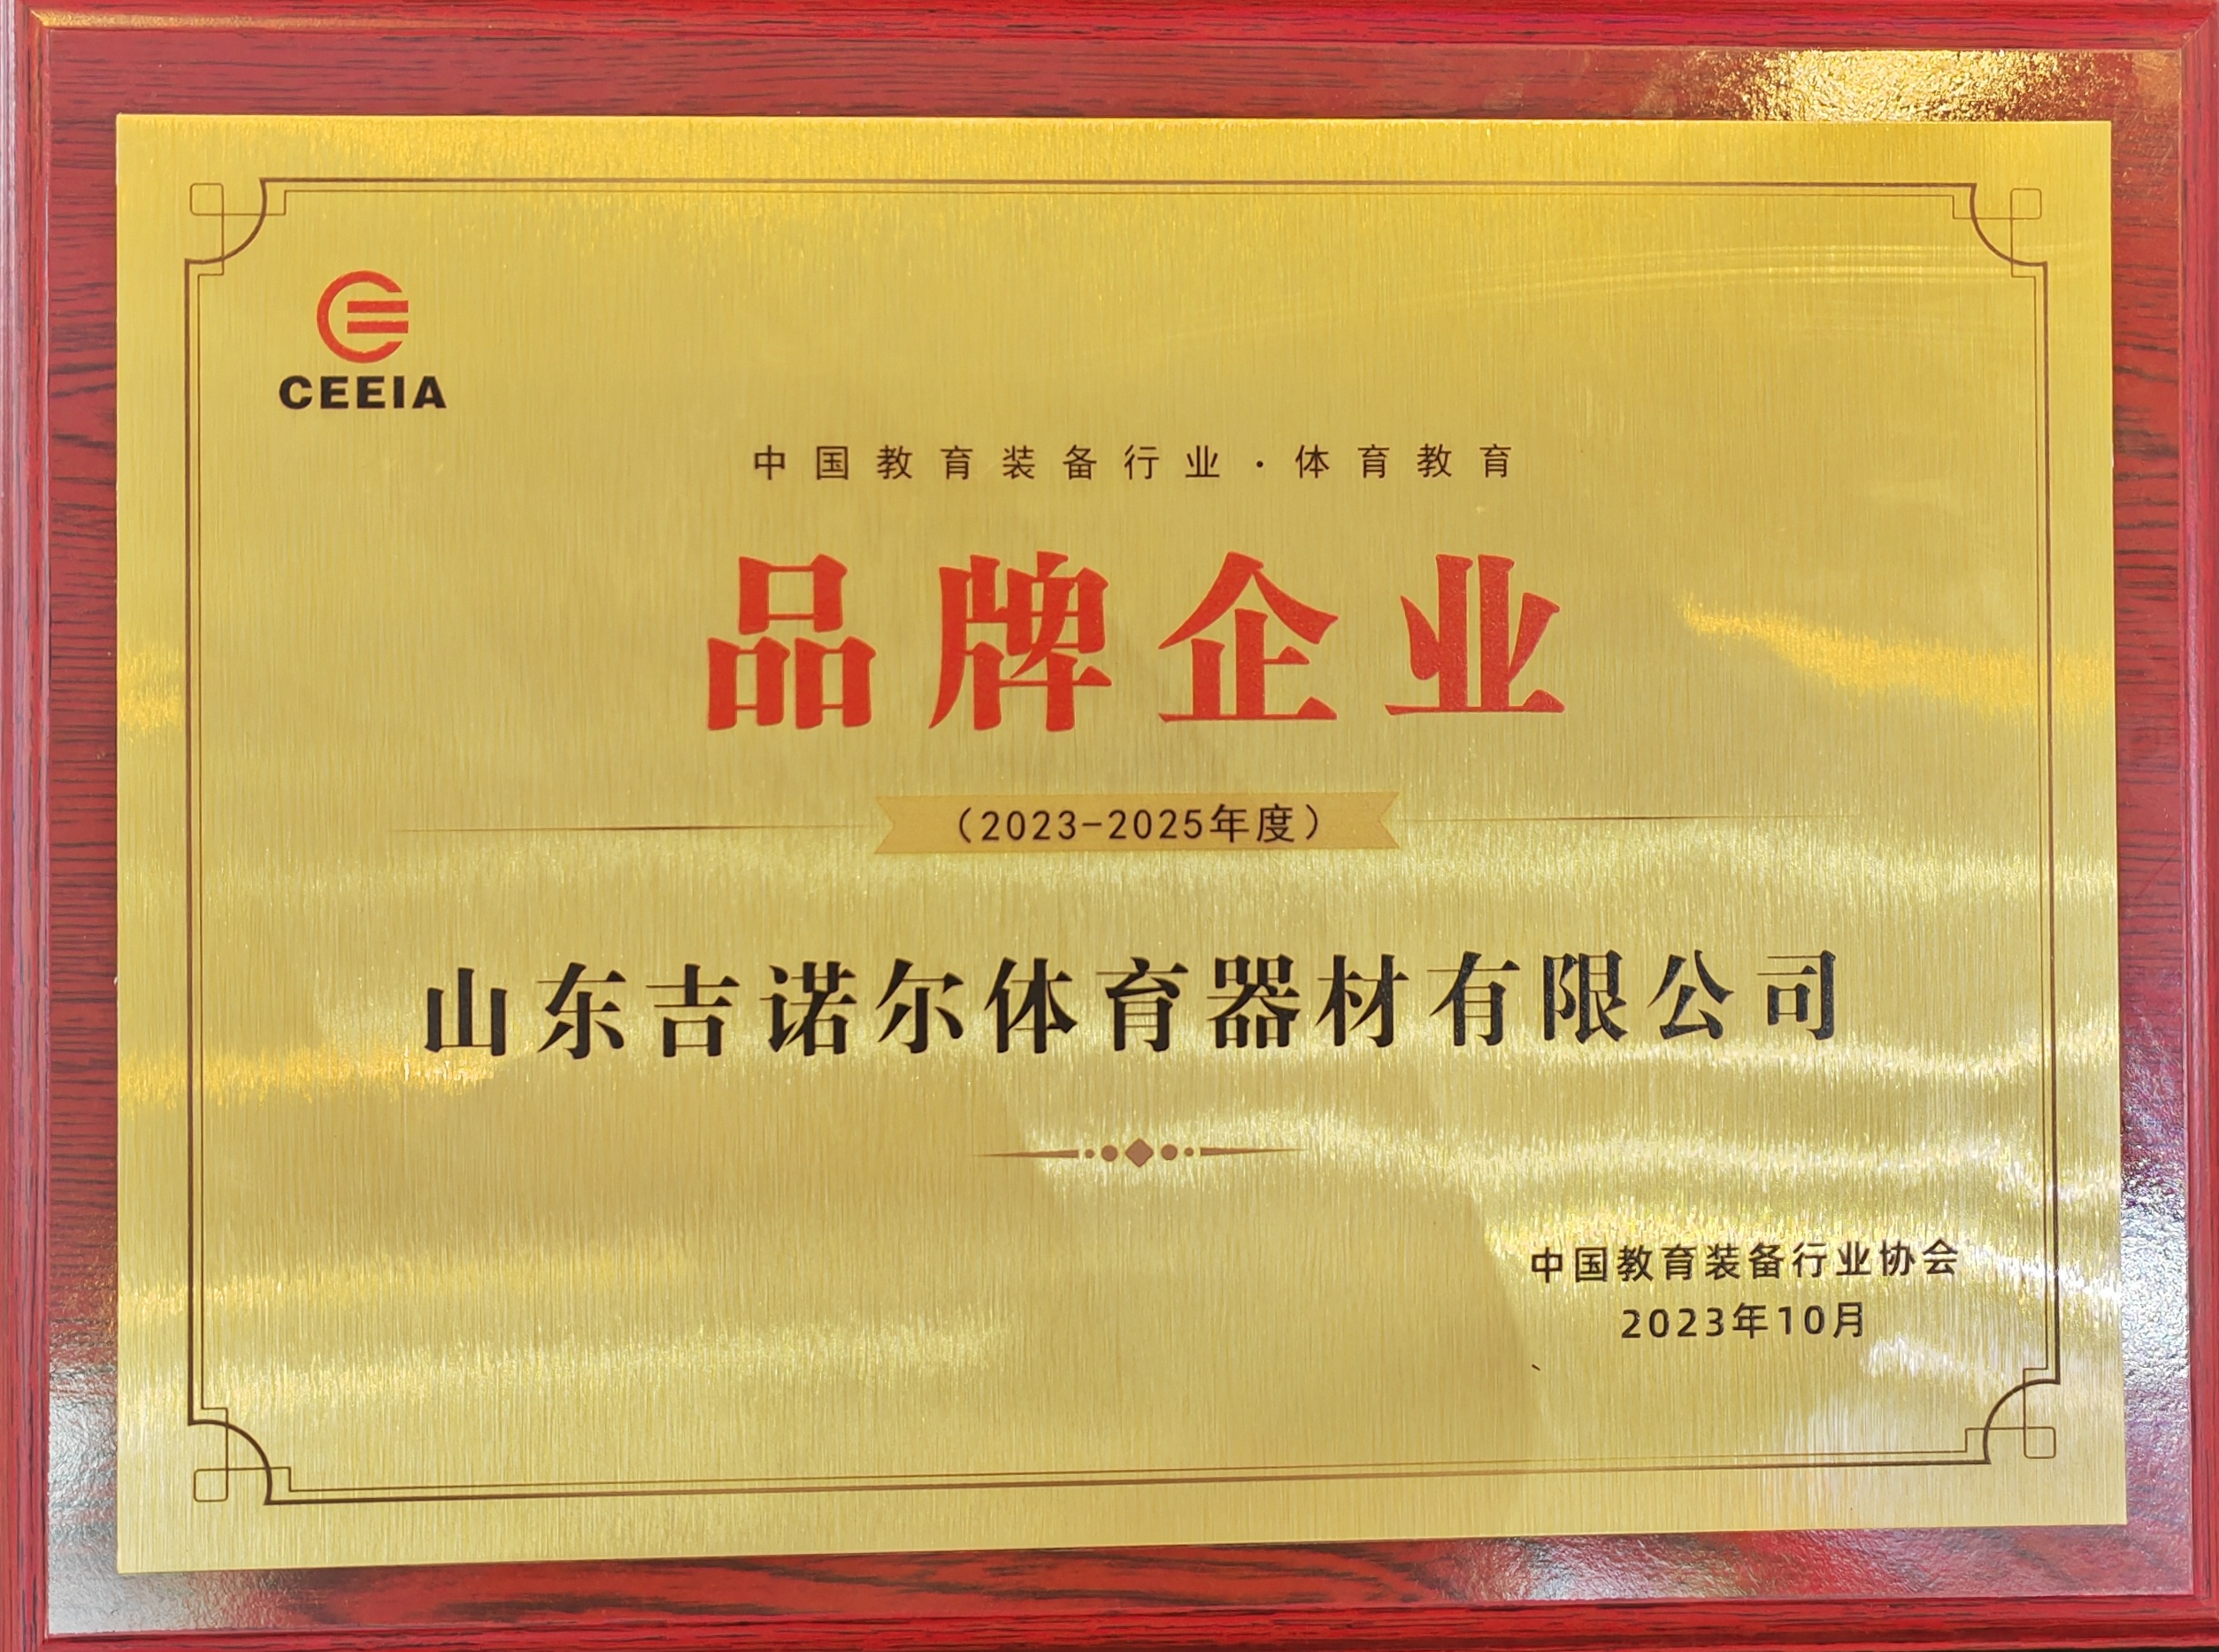 CEEIA
中国教育装备行业·体育教育
品牌企业
（2023-2025年度）
山东吉诺尔体育器材有限公司
中国教育装备行业协会
2023年10月